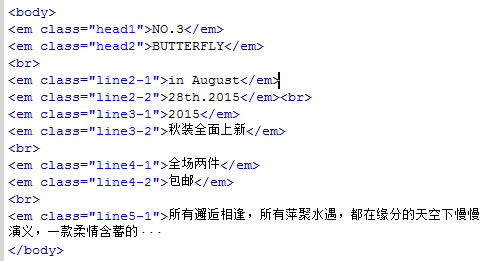 <body>
<em class="head1">NO.3</em>
<em class="head2">BUTTERFLY</em>
<br>
<em class="line2-1">in August</em>
<em class="line2-2">28th.2015</em><br>
<em class="line3-1">2015</em>
<em class="line3-2">秋装全面上新</em>
<br>
<em class="line4-1">全场两件</em>
<em class="line4-2">包邮</em>
<br>
<em class="line5-1">所有邂逅相逢，所有萍聚水遇，都在缘分的天空下慢慢
演义，一款柔情含蓄的···
</body>